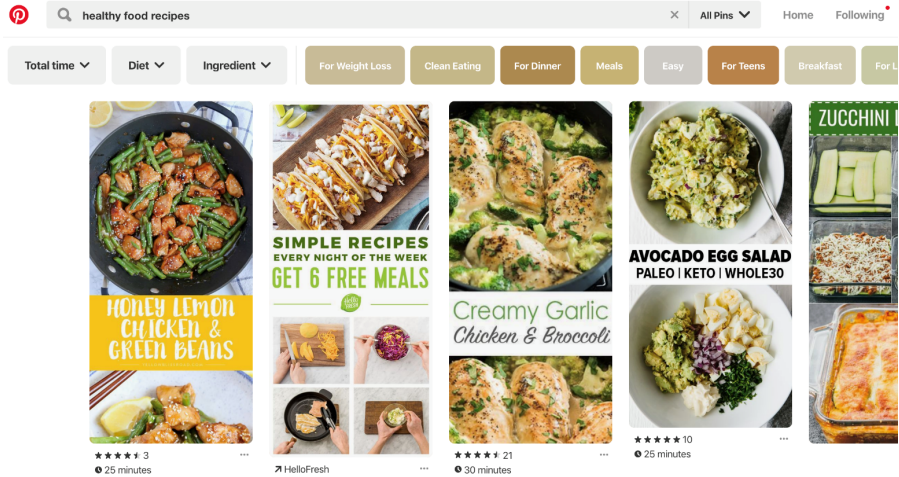 healthy food recipes
All Pins
Home
Following
Total time
Diet
Ingredient
For Weight Loss
Clean Eating
For Dinner
Meals
Easy
For Teens
Breakfast
For L
HONEY LEMON
CHICKEN &
GREEN BEANS
3
25 minutes
SIMPLE RECIPES
EVERY NIGHT OF THE WEEK
GET 6 FREE MEALS
Hello
FRESH
HelloFresh
Creamy Garlic
Chicken & Broccoli
21
30 minutes
AVOCADO EGG SALAD
PALEO | KETO | WHOLE30
10
25 minutes
ZUCCHINI